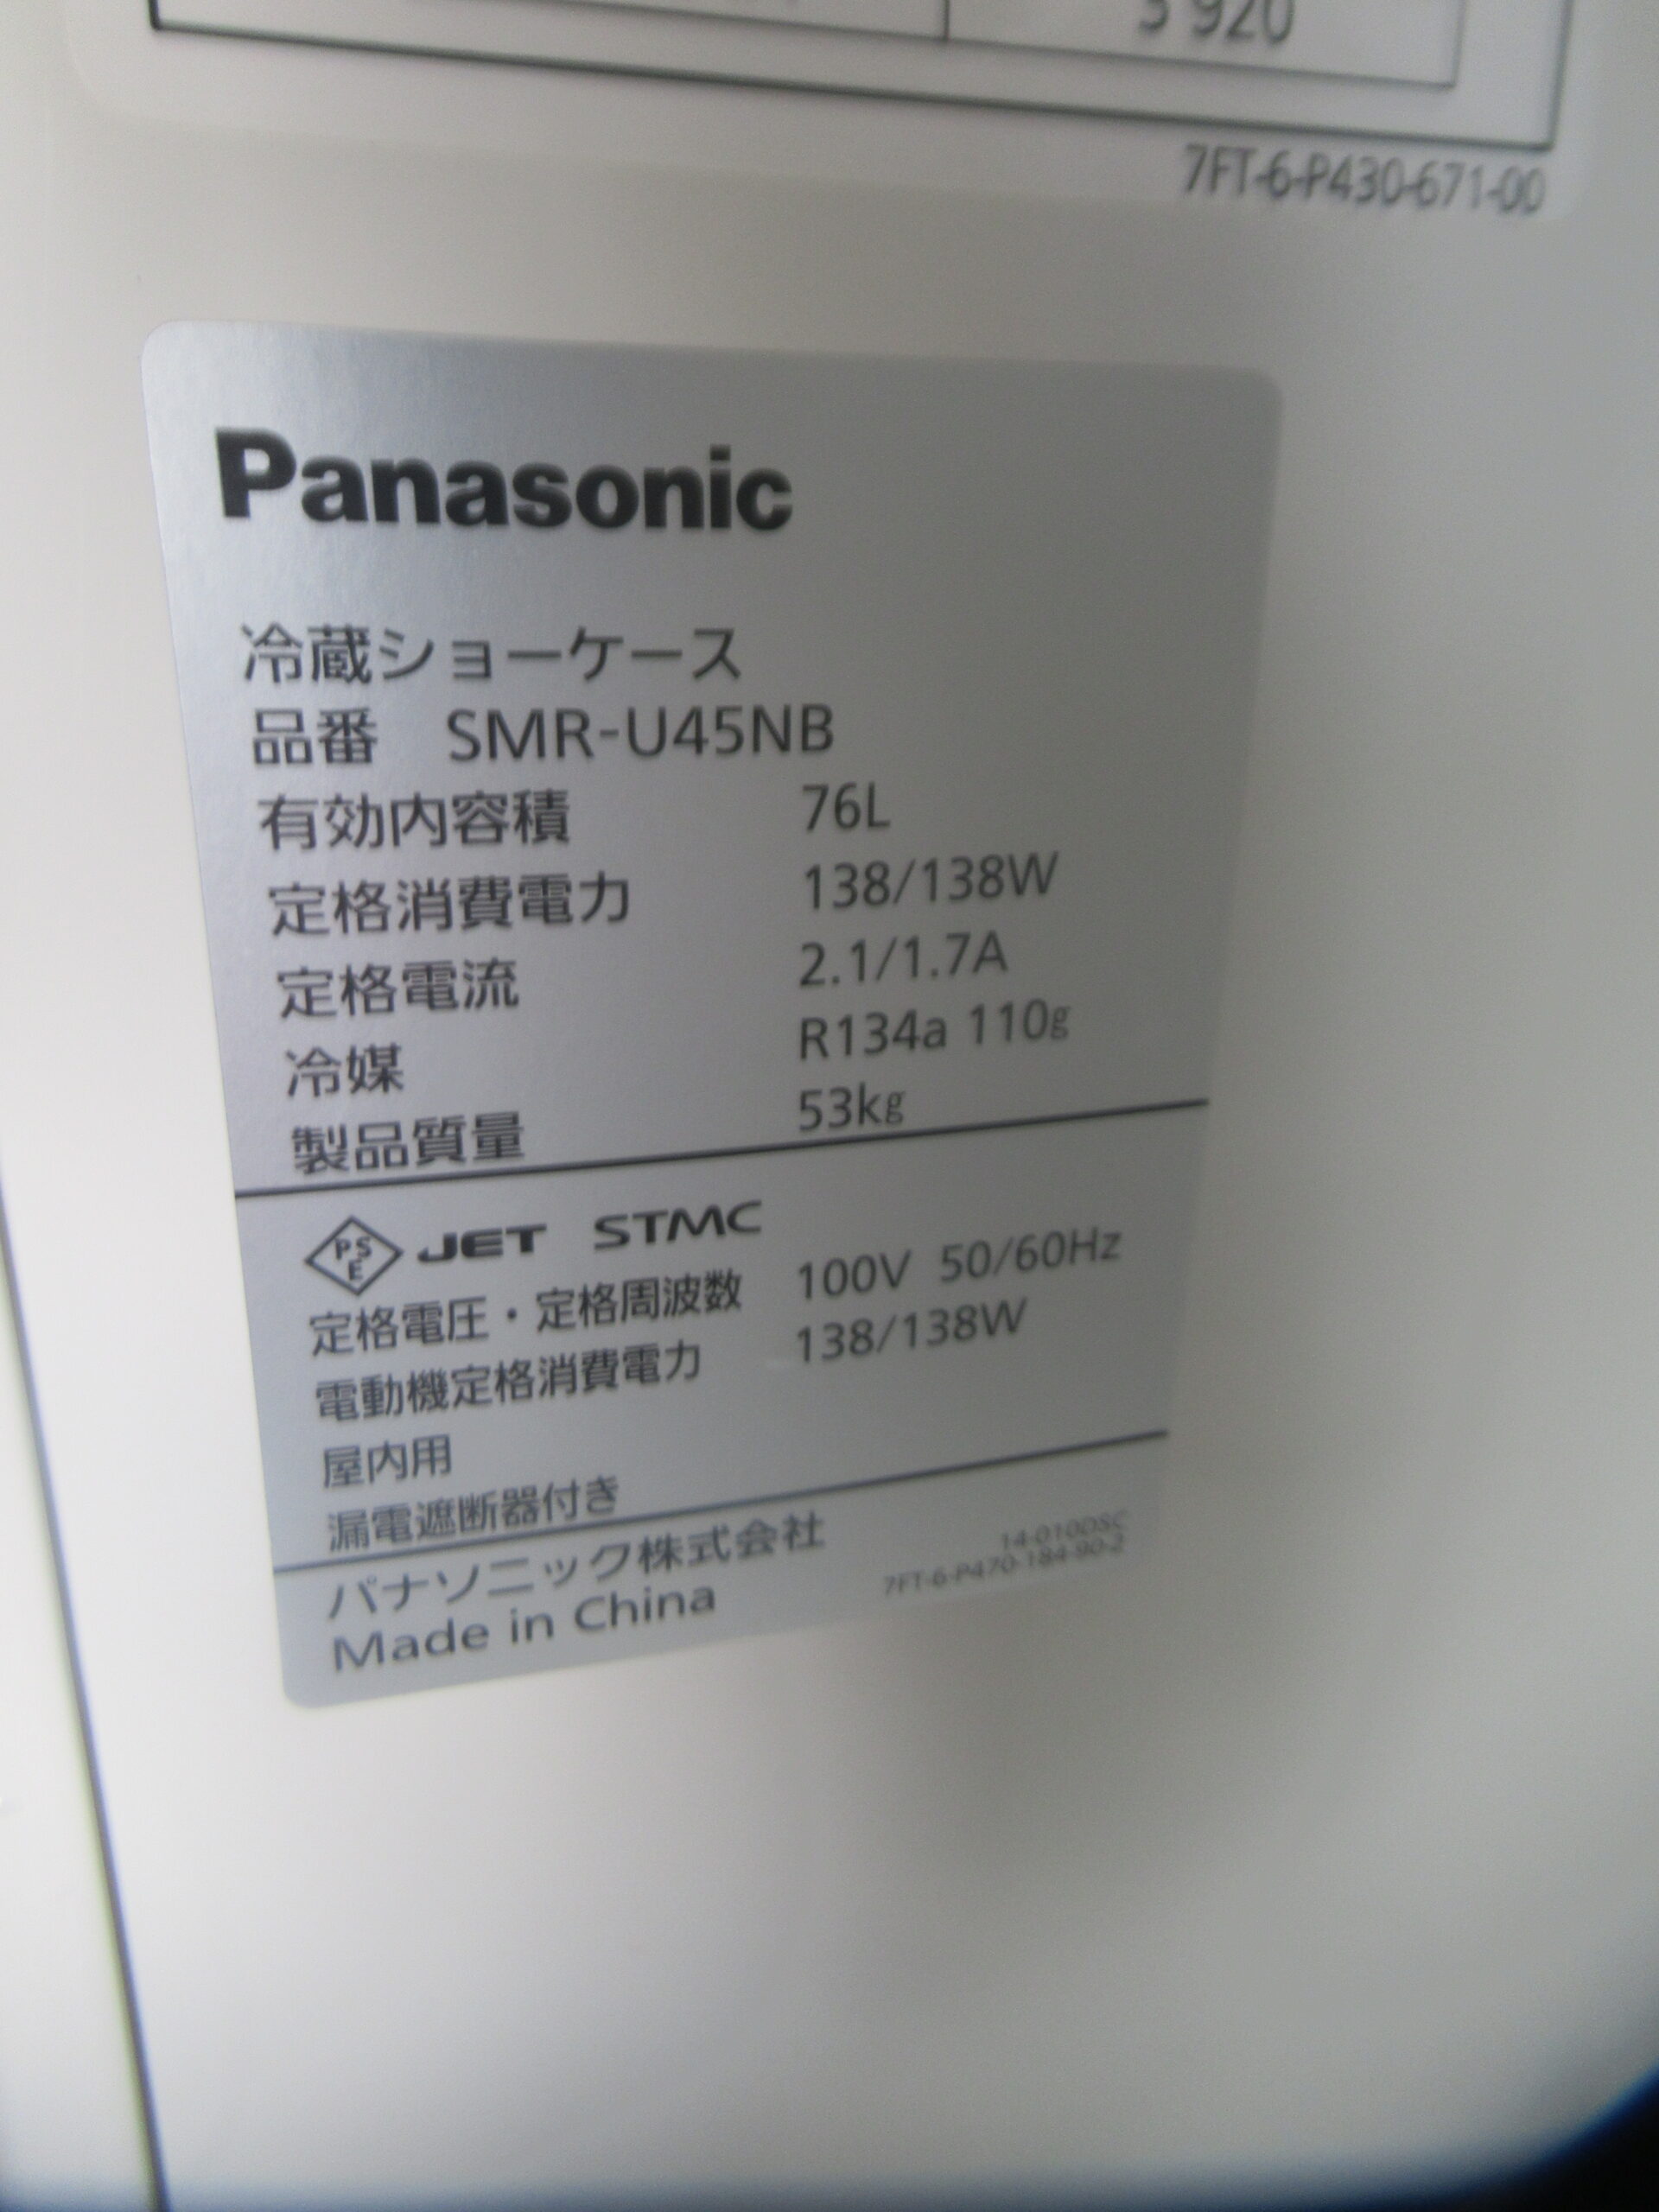 920
7FT-6-P430-671-00
Panasonic
冷蔵ショーケース
品番 SMR-U45NB
有効内容積 76L
定格消費電力 138/138W
定格電流 2.1/1.7A
冷媒 R134a 110g
製品質量 53kg
PSE JET STMC
定格電圧・定格周波数 100V 50/60Hz
電動機定格消費電力 138/138W
屋内用
漏電遮断器付き
パナソニック株式会社 14-010DSC
Made in China 7FT-6-P470-184-90-2